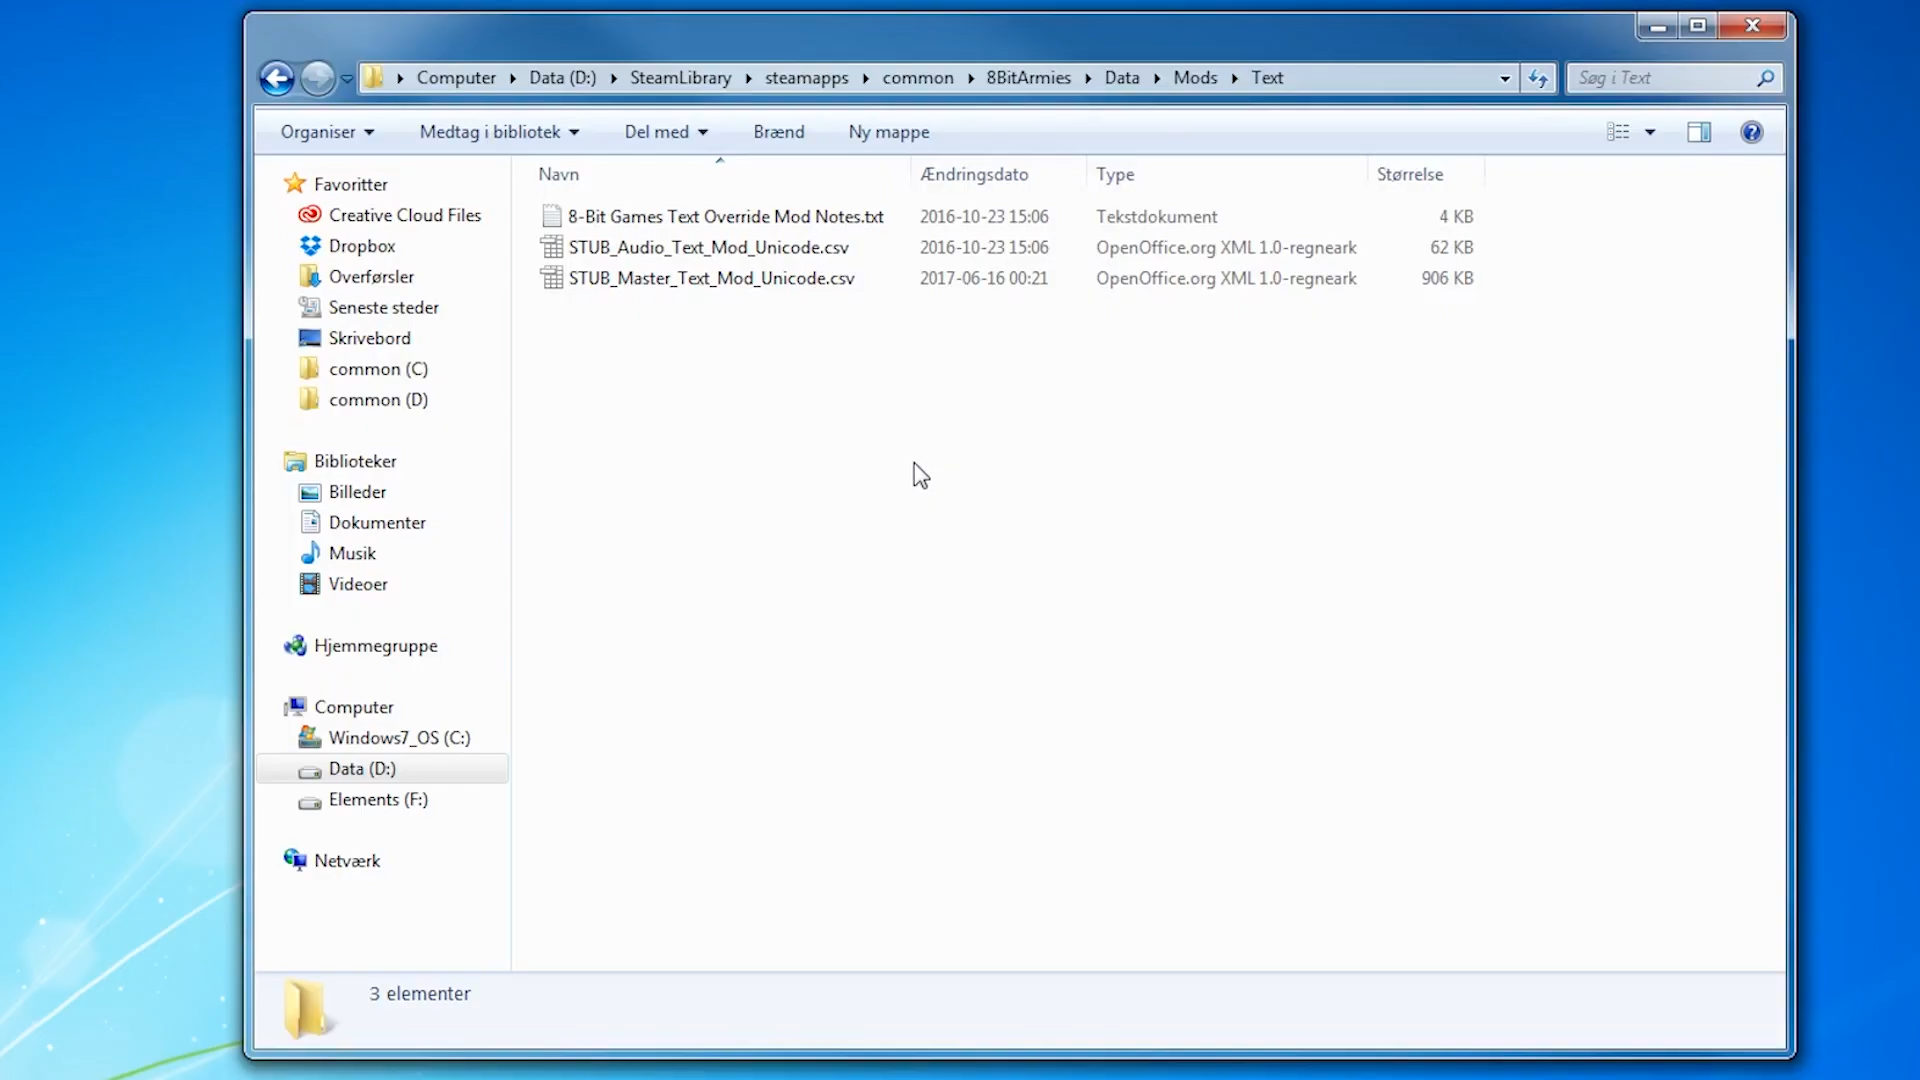 Computer Data (D:) SteamLibrary steamapps common 8BitArmies Data Mods Text
Søg i Text
Organiser Medtag i bibliotek Del med Brænd Ny mappe
Navn Ændringsdato Type Størrelse
8-Bit Games Text Override Mod Notes.txt 2016-10-23 15:06 Tekstdokument 4 KB
STUB_Audio_Text_Mod_Unicode.csv 2016-10-23 15:06 OpenOffice.org XML 1.0-regneark 62 KB
STUB_Master_Text_Mod_Unicode.csv 2017-06-16 00:21 OpenOffice.org XML 1.0-regneark 906 KB
Favoritter
Creative Cloud Files
Dropbox
Overførsler
Seneste steder
Skrivebord
common (C)
common (D)
Biblioteker
Billeder
Dokumenter
Musik
Videoer
Hjemmegruppe
Computer
Windows7_OS (C:)
Data (D:)
Elements (F:)
Netværk
3 elementer